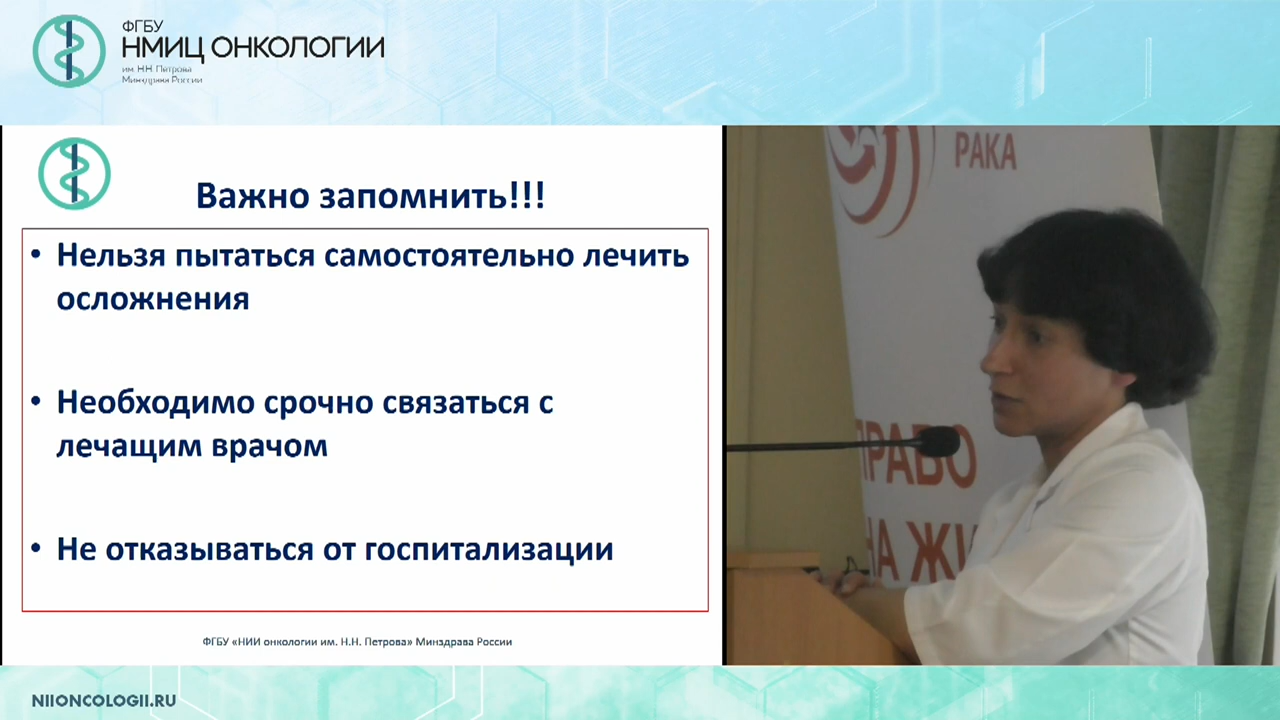 ФГБУ
НМИЦ ОНКОЛОГИИ
им. Н.Н. Петрова
Минздрава России
Важно запомнить!!!
• Нельзя пытаться самостоятельно лечить
осложнения
• Необходимо срочно связаться с
лечащим врачом
• Не отказываться от госпитализации
ФГБУ «НИИ онкологии им. Н.Н. Петрова» Минздрава России
РАКА
ПРАВО
НА ЖИ
NIIONCOLOGII.RU